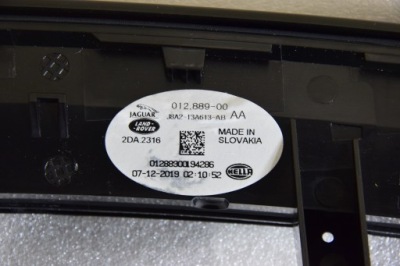 012.889-00
JAGUAR
J8A2-13A613-AB AA
LAND-
ROVER
MADE IN
SLOVAKIA
2DA 2316
01288900194286
07-12-2019 02:10:52
HELLA